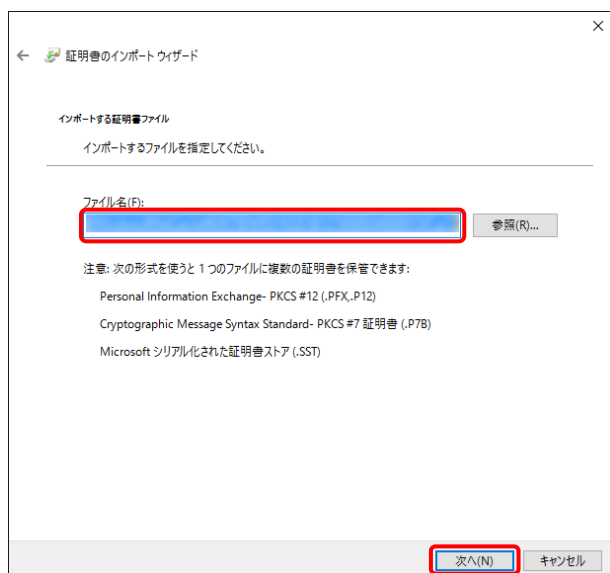 証明書のインポート ウィザード
インポートする証明書ファイル
インポートするファイルを指定してください。
ファイル名(F):
参照(R)...
注意: 次の形式を使うと 1 つのファイルに複数の証明書を保管できます:
Personal Information Exchange- PKCS #12 (.PFX,.P12)
Cryptographic Message Syntax Standard- PKCS #7 証明書 (.P7B)
Microsoft シリアル化された証明書ストア (.SST)
次へ(N)
キャンセル